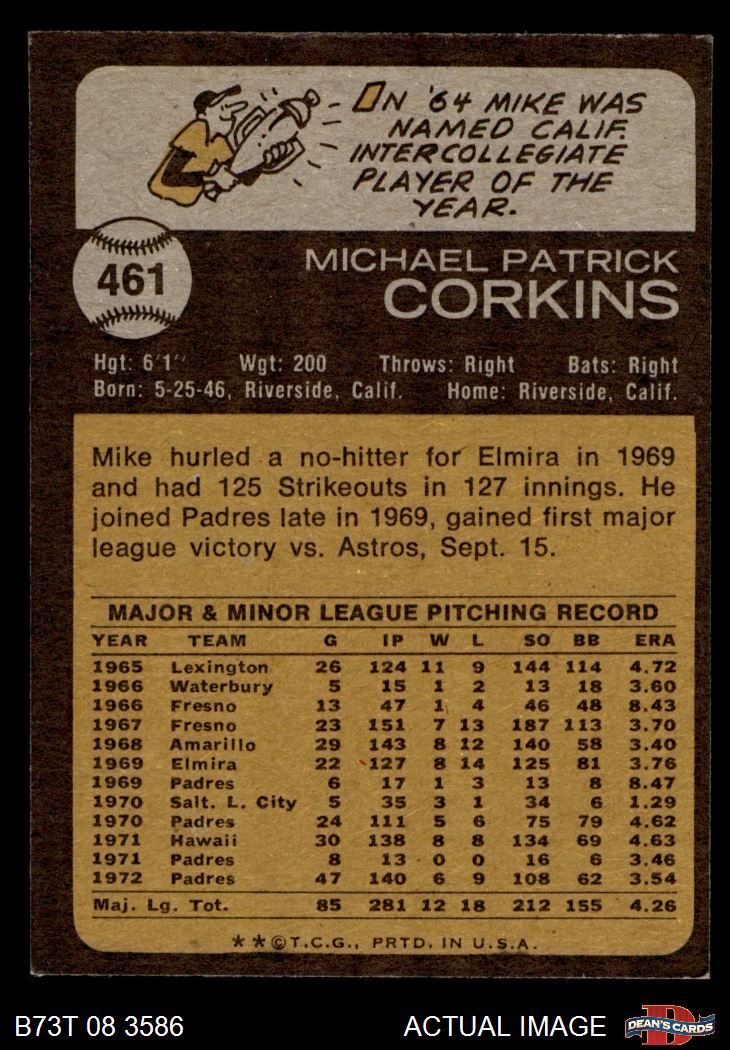 IN '64 MIKE WAS
NAMED CALIF.
INTERCOLLEGIATE
PLAYER OF THE
YEAR.
461
MICHAEL PATRICK
CORKINS
Hgt: 6'1" Wgt: 200 Throws: Right Bats: Right
Born: 5-25-46, Riverside, Calif. Home: Riverside, Calif.
Mike hurled a no-hitter for Elmira in 1969
and had 125 Strikeouts in 127 innings. He
joined Padres late in 1969, gained first major
league victory vs. Astros, Sept. 15.
MAJOR & MINOR LEAGUE PITCHING RECORD
YEAR TEAM G IP W L SO BB ERA
1965 Lexington 26 124 11 9 144 114 4.72
1966 Waterbury 5 15 1 2 13 18 3.60
1966 Fresno 13 47 1 4 46 48 8.43
1967 Fresno 23 151 7 13 187 113 3.70
1968 Amarillo 29 143 8 12 140 58 3.40
1969 Elmira 22 127 8 14 125 81 3.76
1969 Padres 6 17 1 3 13 8 8.47
1970 Salt. L. City 5 35 3 1 34 6 1.29
1970 Padres 24 111 5 6 75 79 4.62
1971 Hawaii 30 138 8 8 134 69 4.63
1971 Padres 8 13 0 0 16 6 3.46
1972 Padres 47 140 6 9 108 62 3.54
Maj. Lg. Tot. 85 281 12 18 212 155 4.26
**©T.C.G., PRTD. IN U.S.A.
B73T 08 3586 ACTUAL IMAGE D DEAN'S CARDS